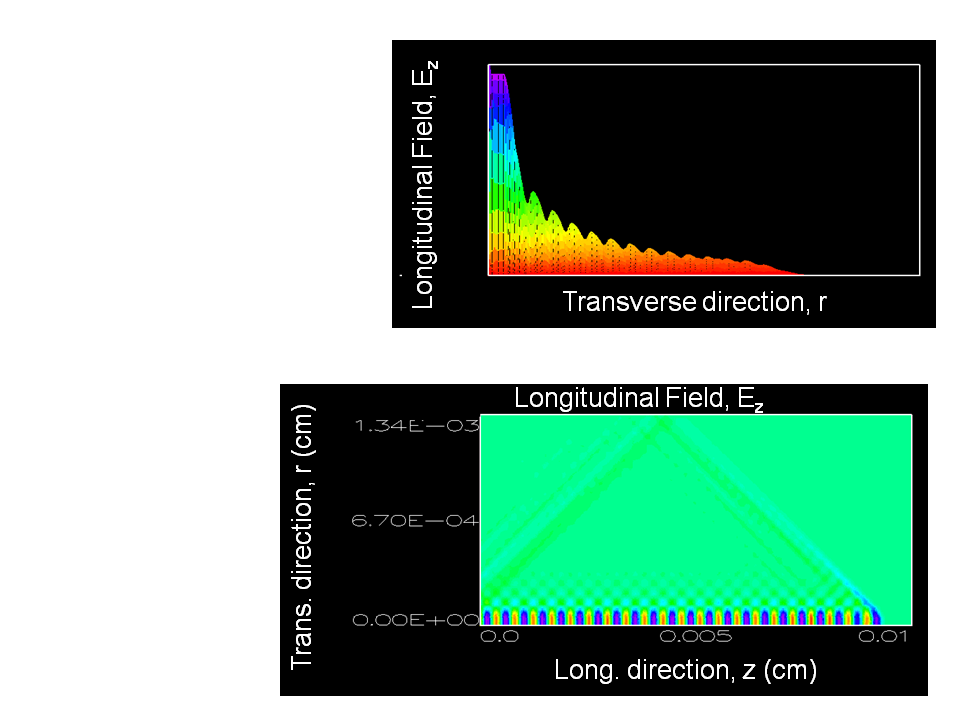 Longitudinal Field, Ez
Transverse direction, r
Longitudinal Field, Ez
Trans. direction, r (cm)
1.34E−03
6.70E−04
0.00E+00
0.0 0.005 0.01
Long. direction, z (cm)